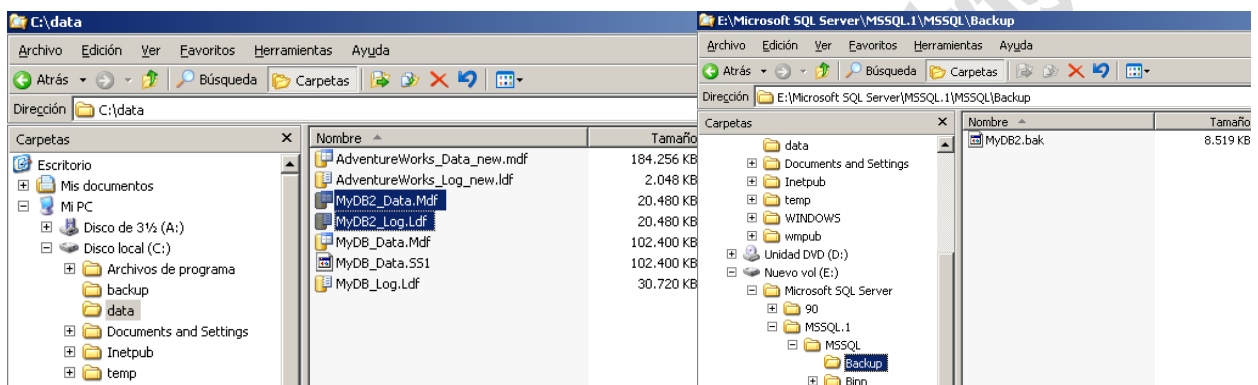 C:\data
Archivo Edición Ver Favoritos Herramientas Ayuda
Atrás Búsqueda Carpetas
Dirección C:\data
Carpetas
Escritorio
Mis documentos
Mi PC
Disco de 3½ (A:)
Disco local (C:)
Archivos de programa
backup
data
Documents and Settings
Inetpub
temp
Nombre Tamaño
AdventureWorks_Data_new.mdf 184.256 KB
AdventureWorks_Log_new.ldf 2.048 KB
MyDB2_Data.Mdf 20.480 KB
MyDB2_Log.Ldf 20.480 KB
MyDB_Data.Mdf 102.400 KB
MyDB_Data.SS1 102.400 KB
MyDB_Log.Ldf 30.720 KB
E:\Microsoft SQL Server\MSSQL.1\MSSQL\Backup
Archivo Edición Ver Favoritos Herramientas Ayuda
Atrás Búsqueda Carpetas
Dirección E:\Microsoft SQL Server\MSSQL.1\MSSQL\Backup
Carpetas
data
Documents and Settings
Inetpub
temp
WINDOWS
wmpub
Unidad DVD (D:)
Nuevo vol (E:)
Microsoft SQL Server
90
MSSQL.1
MSSQL
Backup
Binn
Nombre Tamaño
MyDB2.bak 8.519 KB